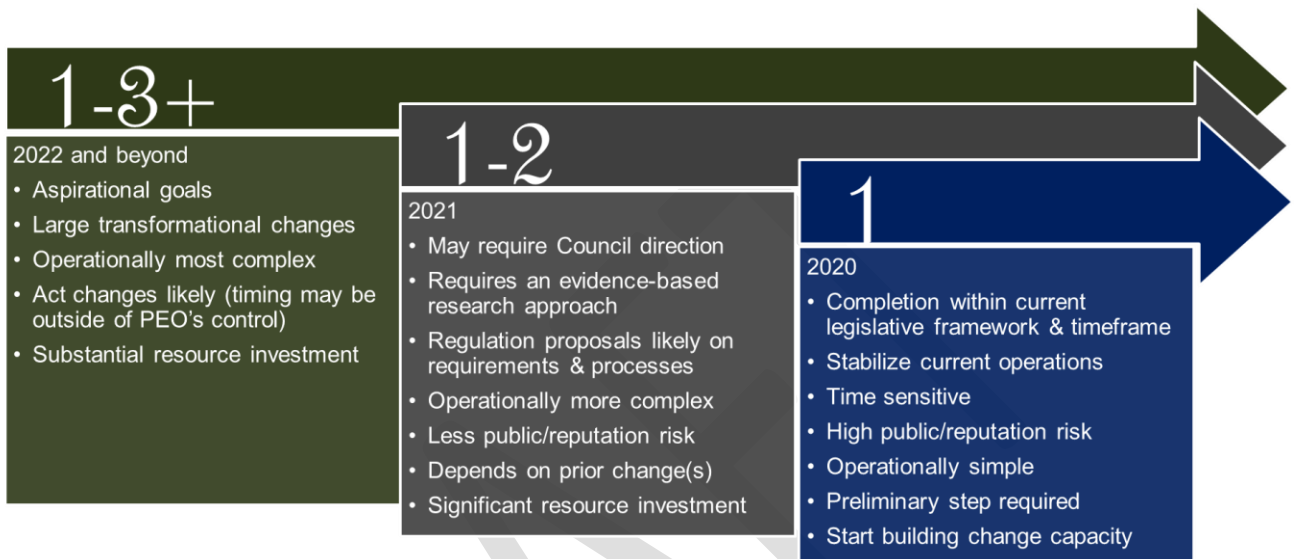 1-3+
2022 and beyond
• Aspirational goals
• Large transformational changes
• Operationally most complex
• Act changes likely (timing may be
outside of PEO's control)
• Substantial resource investment
1-2
2021
• May require Council direction
• Requires an evidence-based
research approach
• Regulation proposals likely on
requirements & processes
• Operationally more complex
• Less public/reputation risk
• Depends on prior change(s)
• Significant resource investment
1
2020
• Completion within current
legislative framework & timeframe
• Stabilize current operations
• Time sensitive
• High public/reputation risk
• Operationally simple
• Preliminary step required
• Start building change capacity